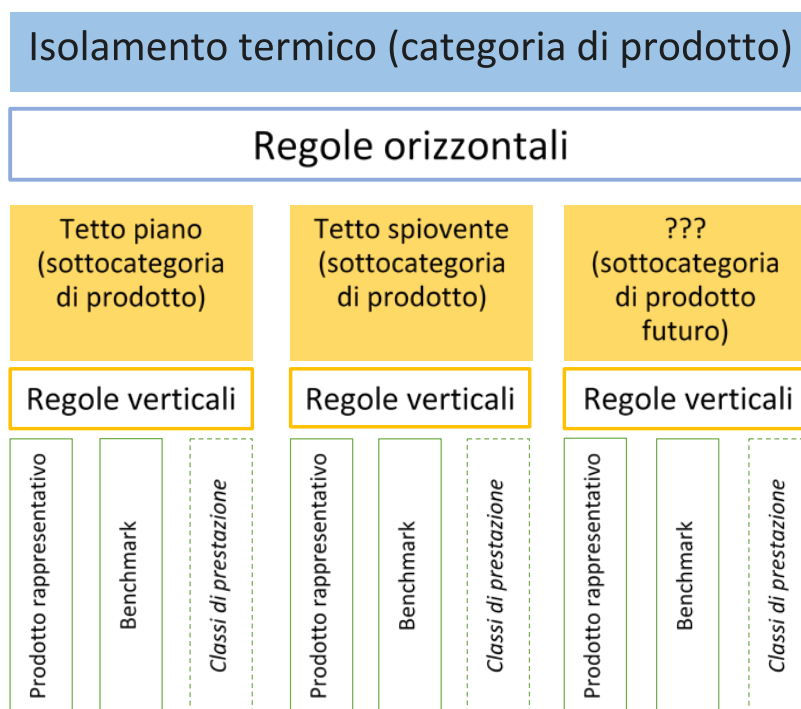 Isolamento termico (categoria di prodotto)
Regole orizzontali
Tetto piano
(sottocategoria
di prodotto)
Tetto spiovente
(sottocategoria
di prodotto)
???
(sottocategoria
di prodotto
futuro)
Regole verticali
Regole verticali
Regole verticali
Prodotto rappresentativo
Benchmark
Classi di prestazione
Prodotto rappresentativo
Benchmark
Classi di prestazione
Prodotto rappresentativo
Benchmark
Classi di prestazione